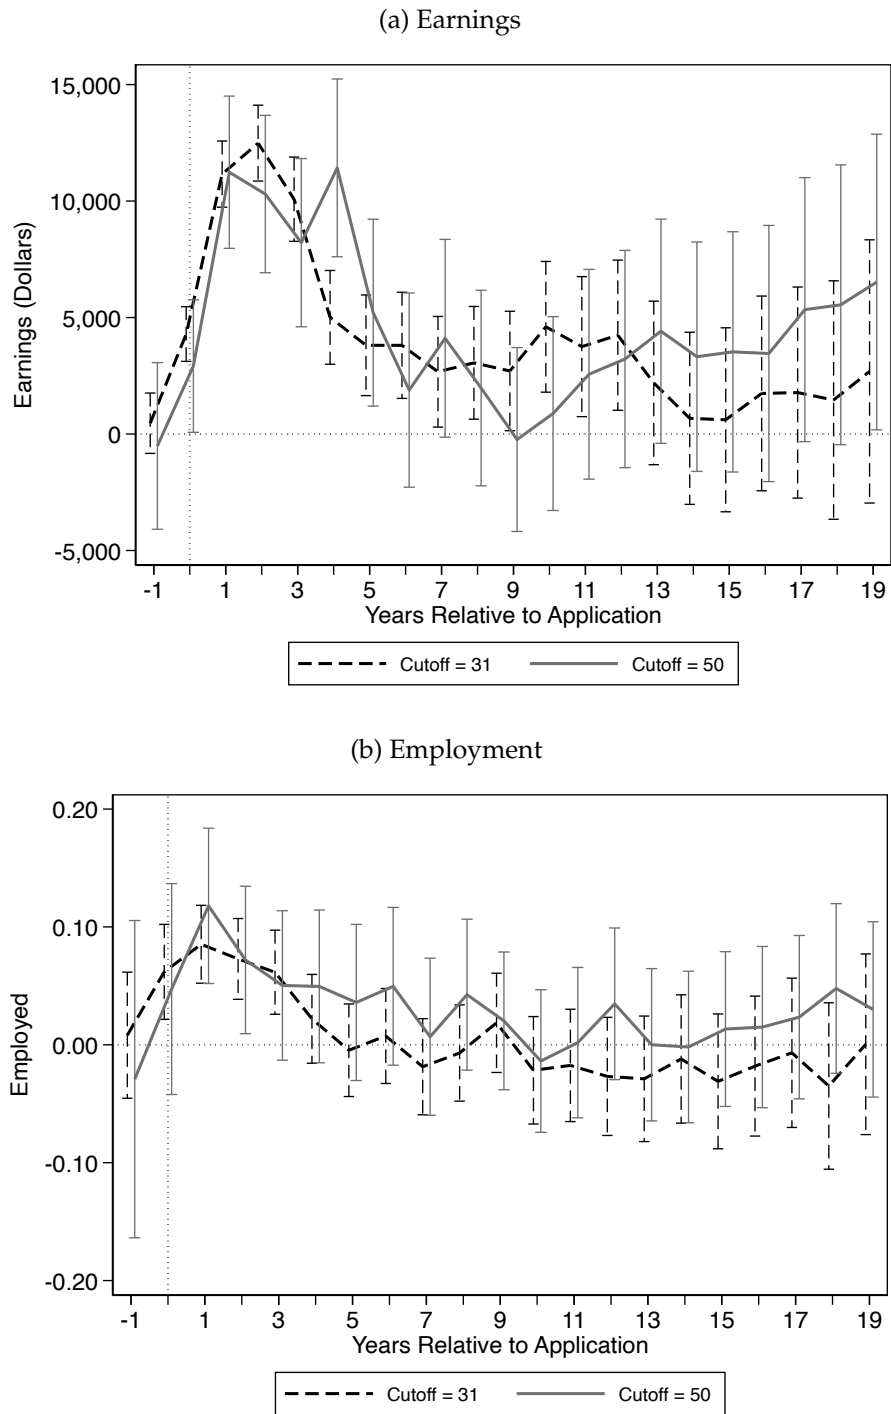 (a) Earnings
15,000
10,000
5,000
0
-5,000
Earnings (Dollars)
-1 1 3 5 7 9 11 13 15 17 19
Years Relative to Application
Cutoff = 31 Cutoff = 50
(b) Employment
0.20
0.10
0.00
-0.10
-0.20
Employed
-1 1 3 5 7 9 11 13 15 17 19
Years Relative to Application
Cutoff = 31 Cutoff = 50